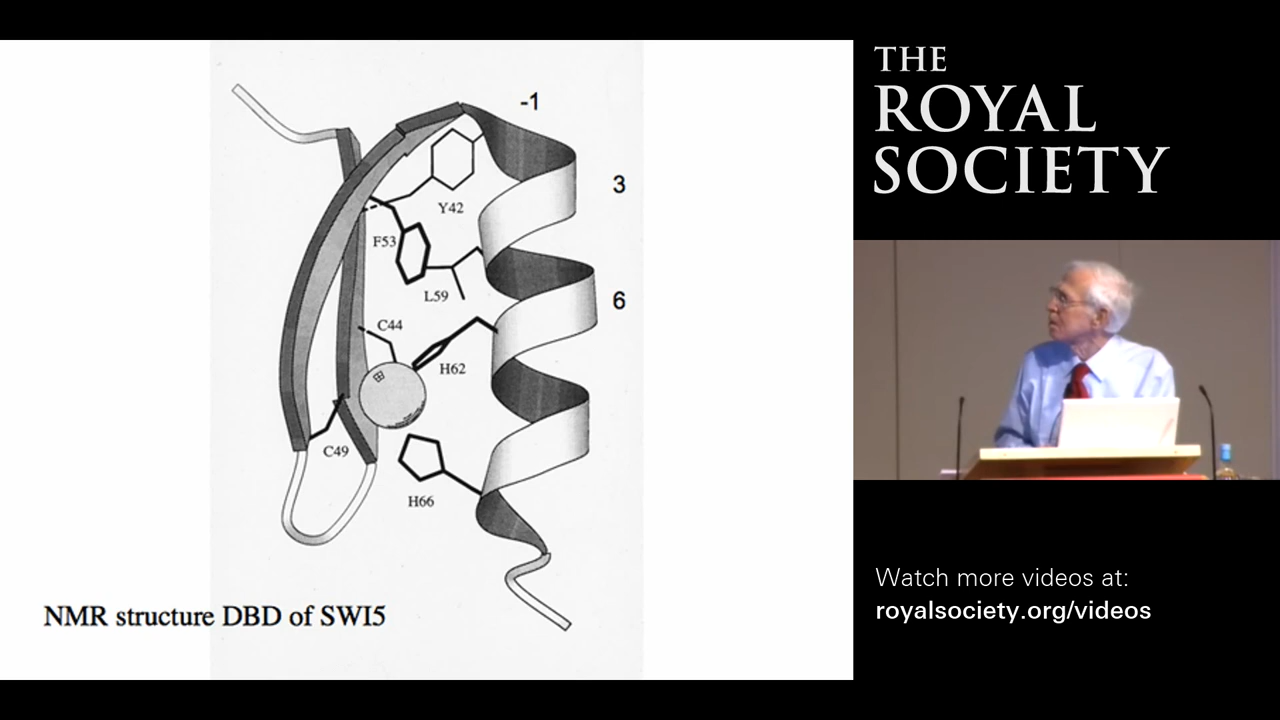 -1
3
Y42
F53
L59
6
C44
H62
C49
H66
NMR structure DBD of SWI5
THE
ROYAL
SOCIETY
Watch more videos at:
royalsociety.org/videos